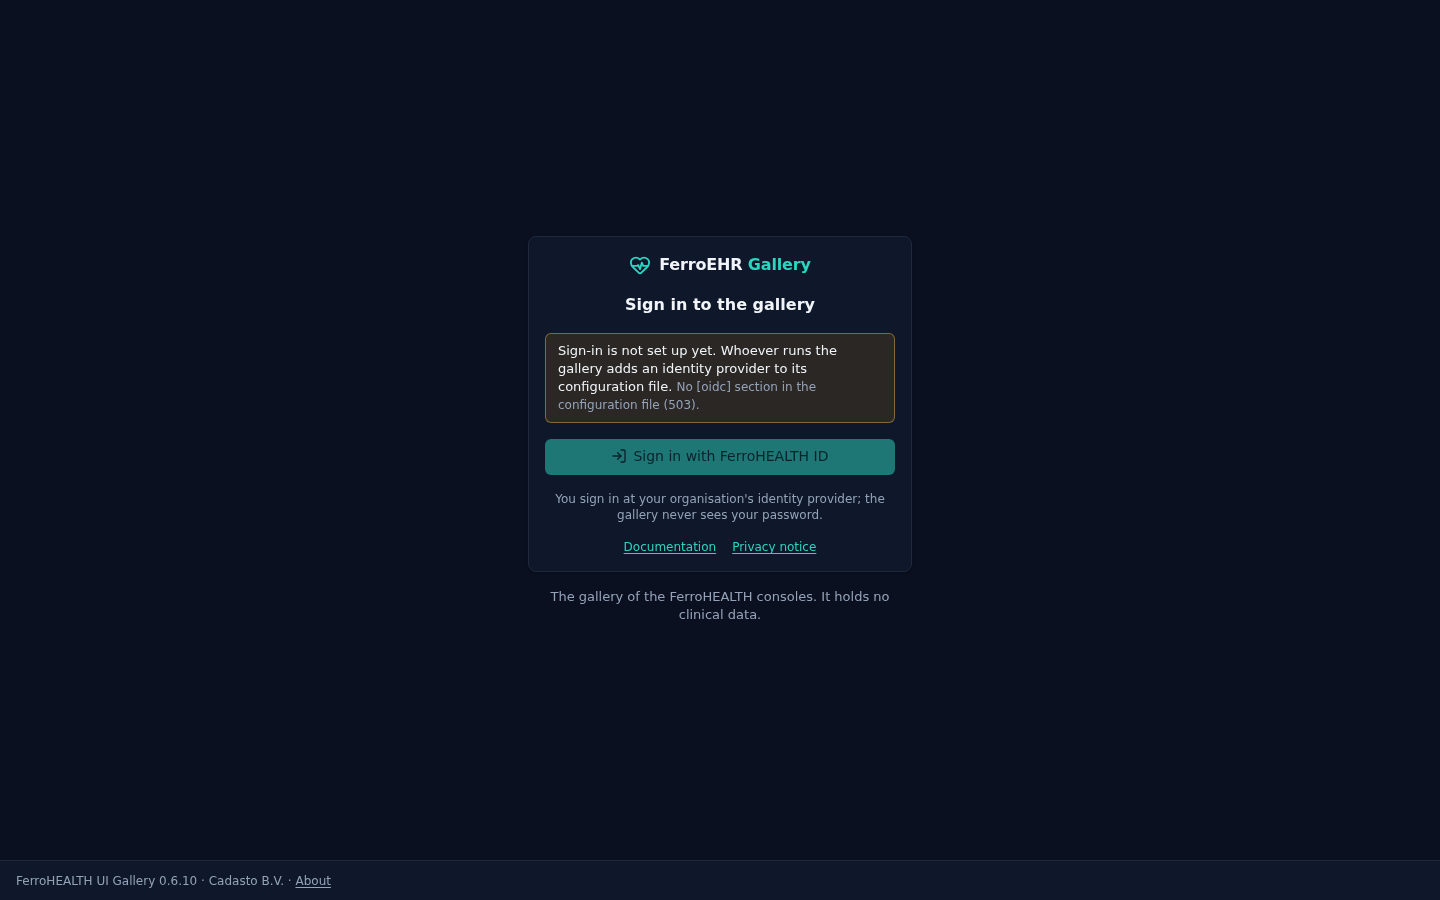 FerroEHR Gallery
Sign in to the gallery
Sign-in is not set up yet. Whoever runs the
gallery adds an identity provider to its
configuration file. No [oidc] section in the
configuration file (503).
Sign in with FerroHEALTH ID
You sign in at your organisation's identity provider; the
gallery never sees your password.
Documentation Privacy notice
The gallery of the FerroHEALTH consoles. It holds no
clinical data.
FerroHEALTH UI Gallery 0.6.10 · Cadasto B.V. · About